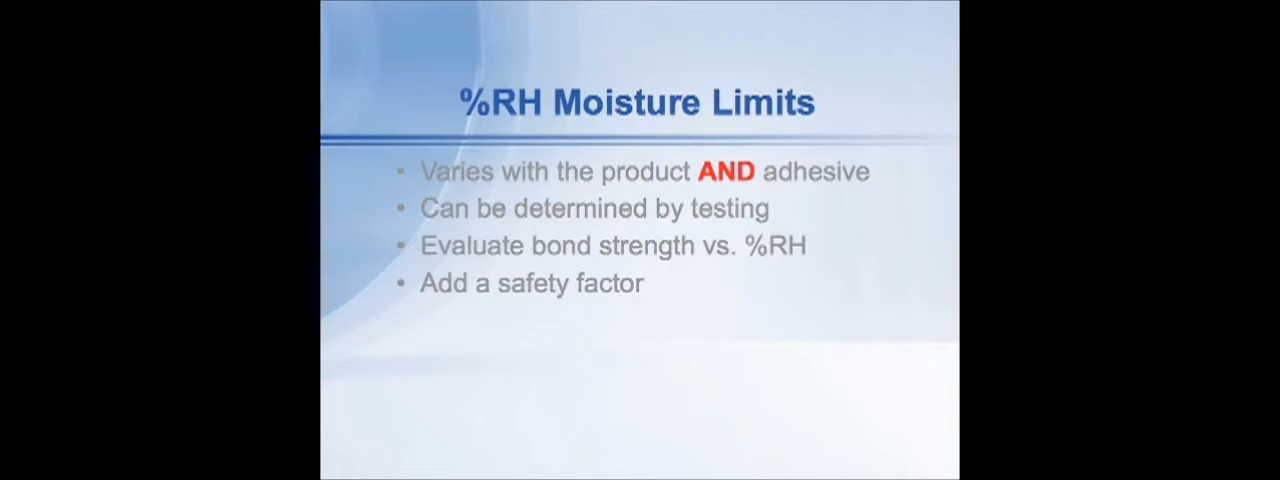 %RH Moisture Limits
• Varies with the product AND adhesive
• Can be determined by testing
• Evaluate bond strength vs. %RH
• Add a safety factor